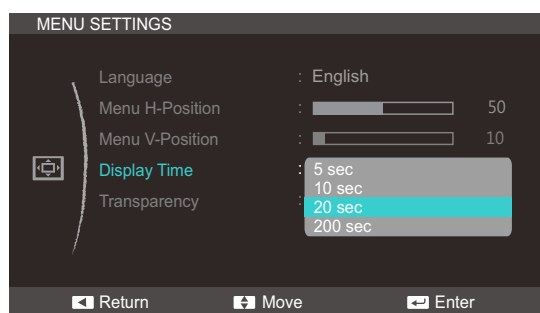 MENU SETTINGS
Language : English
Menu H-Position : 50
Menu V-Position : 10
Display Time : 5 sec
10 sec
20 sec
Transparency :
200 sec
Return Move Enter